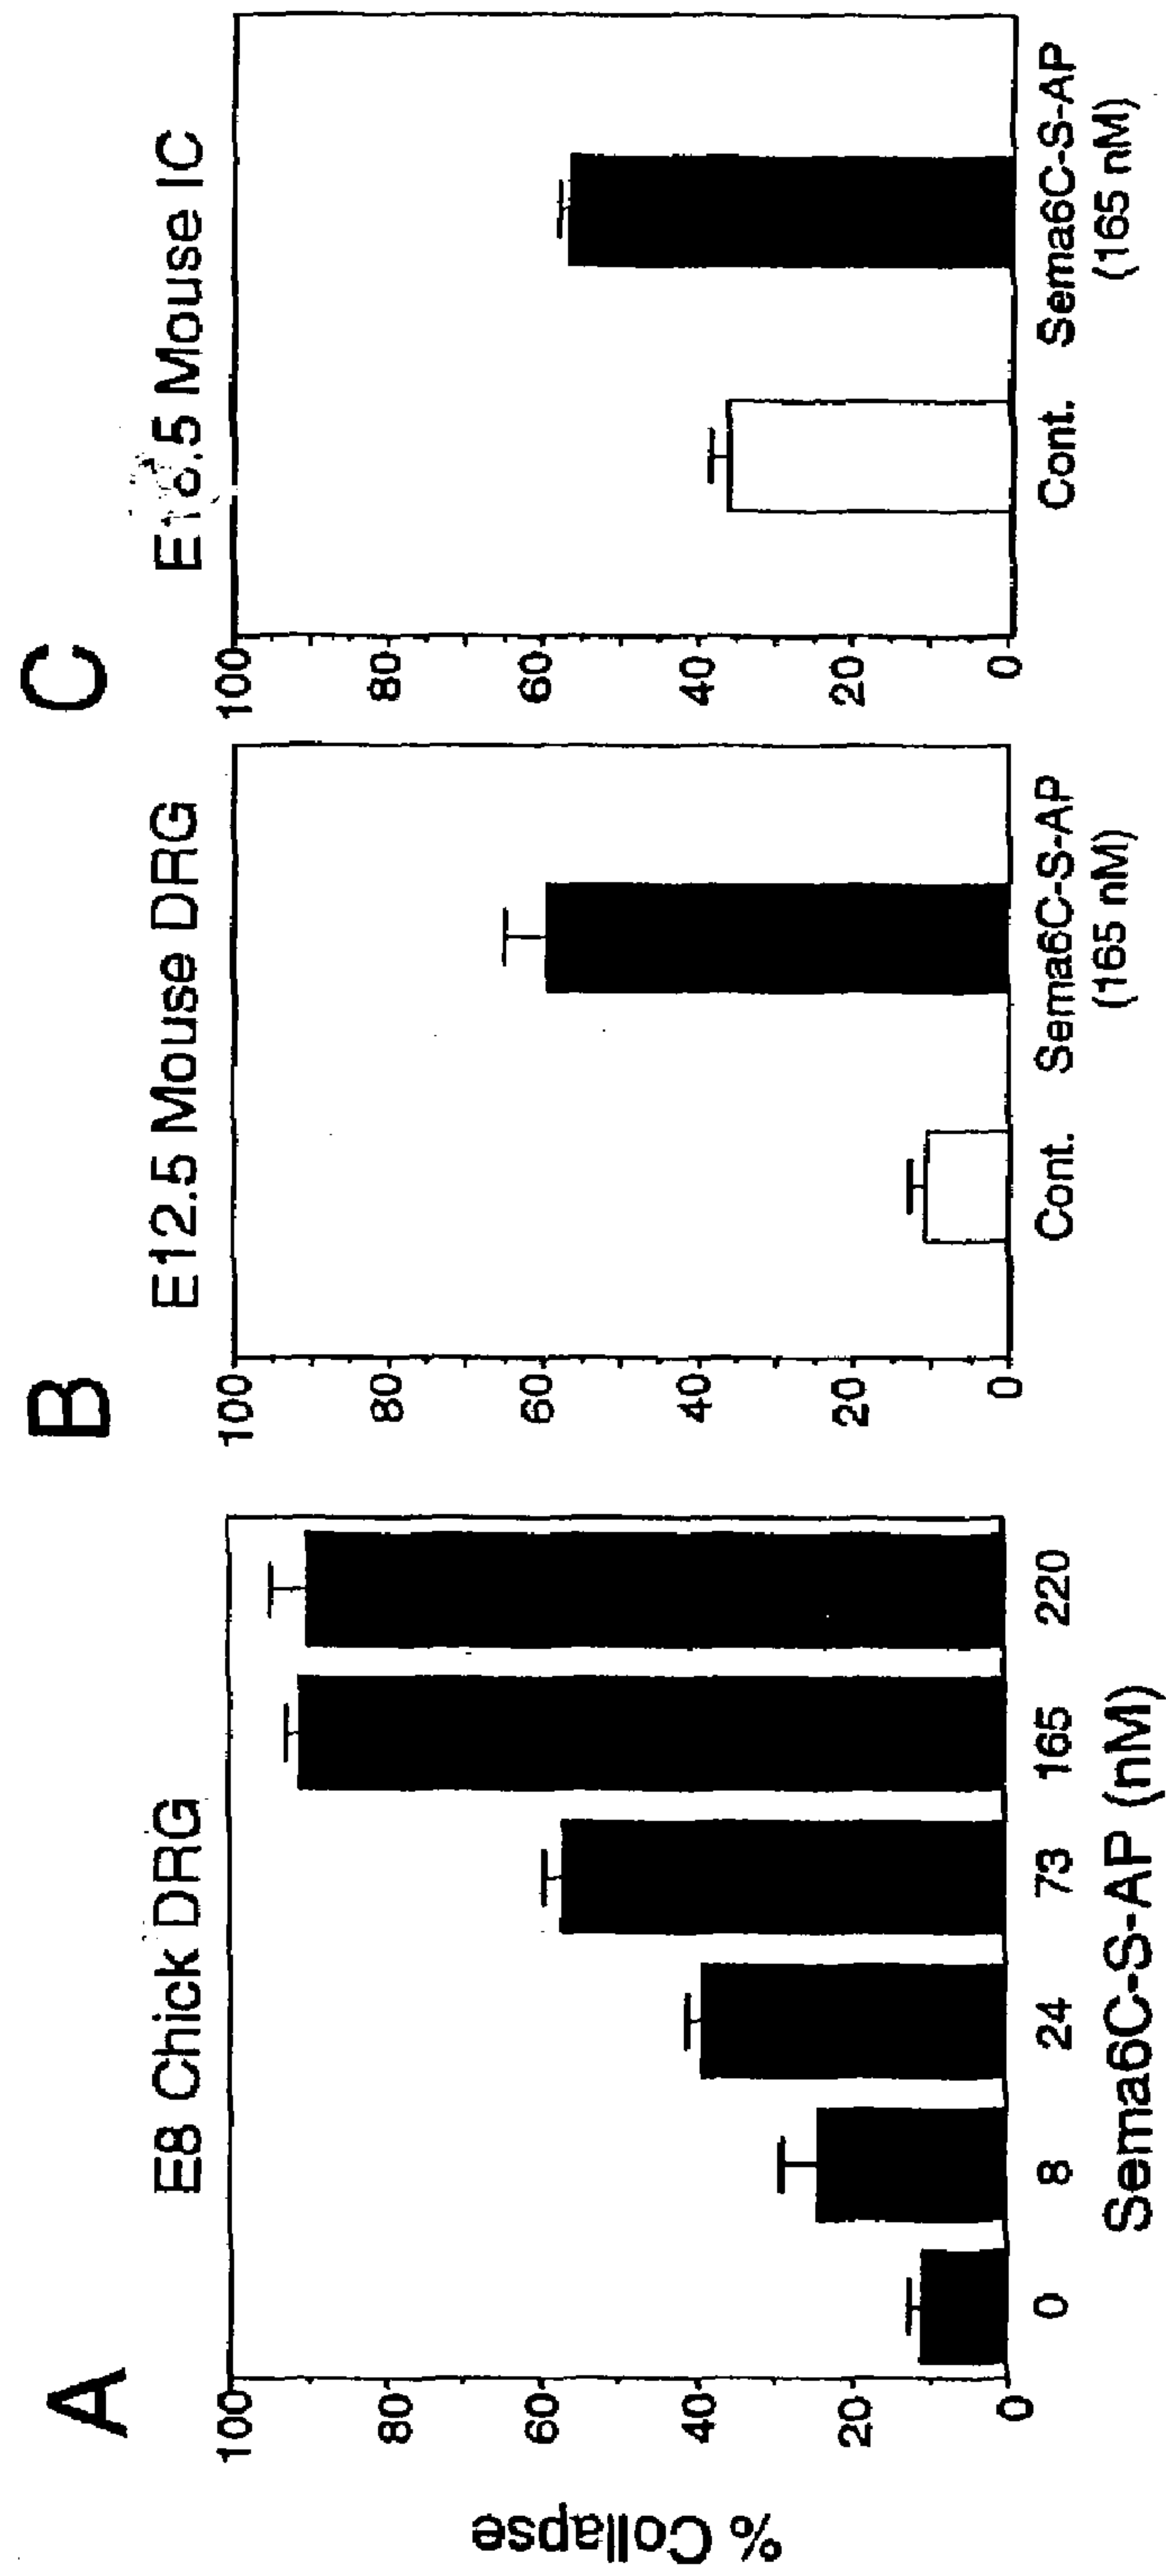 A
E8 Chick DRG
% Collapse
100
80
60
40
20
0
0 8 24 73 165 220
Sema6C-S-AP (nM)
B
E12.5 Mouse DRG
100
80
60
40
20
0
Cont. Sema6C-S-AP
(165 nM)
C
Mouse IC
100
80
60
40
20
0
Cont. Sema6C-S-AP
(165 nM)